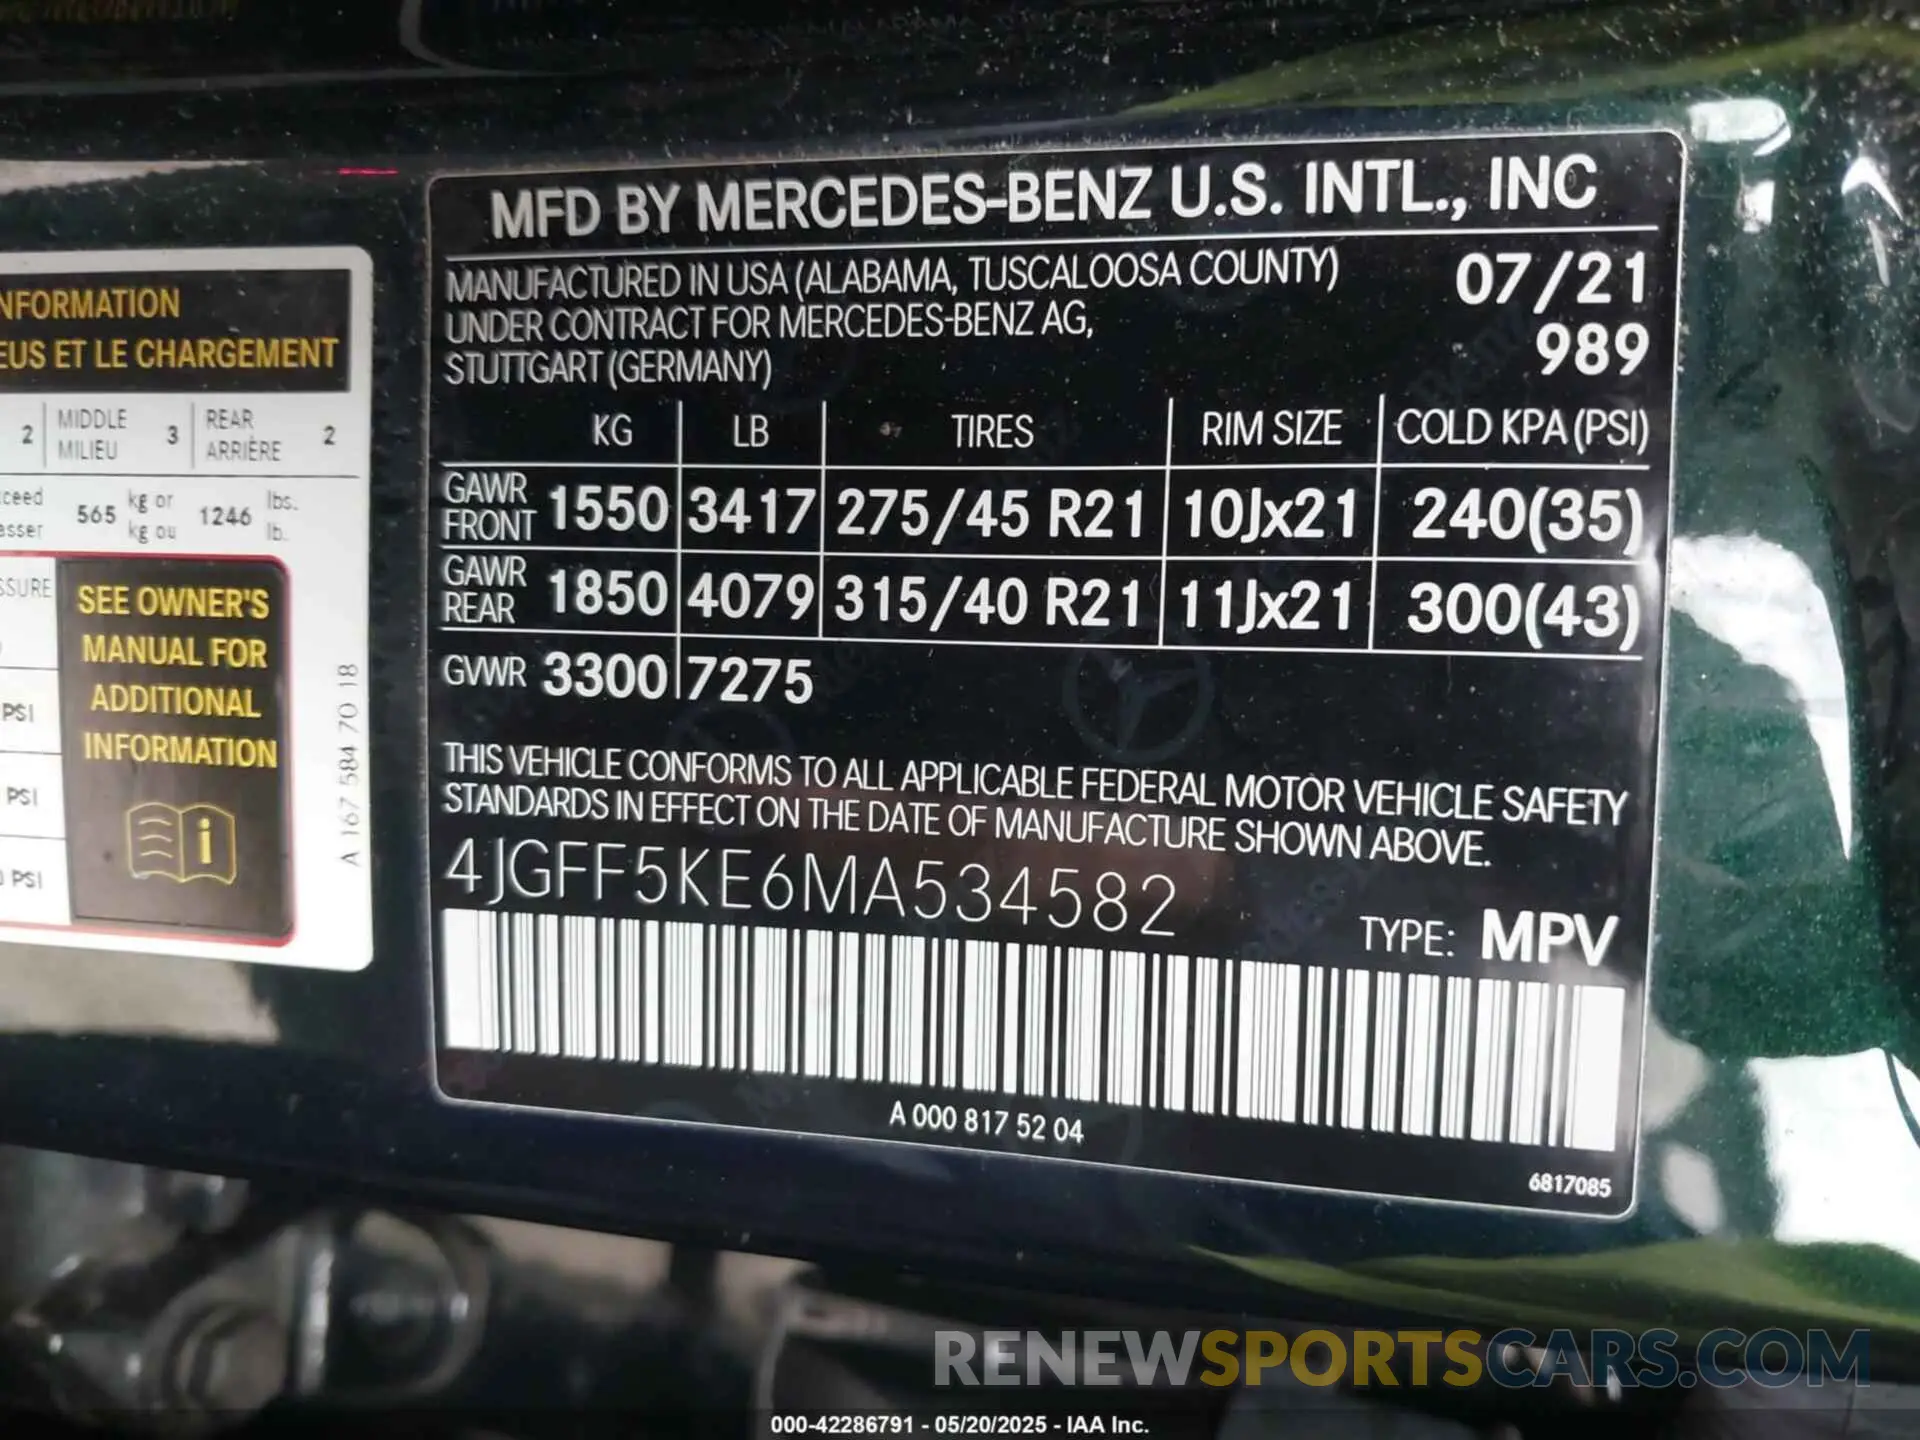 NFORMATION
EUS ET LE CHARGEMENT
2 MIDDLE MILIEU 3 REAR ARRIÈRE 2
565 kg or kg ou 1246 lbs. lb.
SEE OWNER'S
MANUAL FOR
ADDITIONAL
INFORMATION
PSI
PSI
PSI
A 167 584 70 18
MFD BY MERCEDES-BENZ U.S. INTL., INC
MANUFACTURED IN USA (ALABAMA, TUSCALOOSA COUNTY) 07/21
UNDER CONTRACT FOR MERCEDES-BENZ AG, 989
STUTTGART (GERMANY)
KG LB TIRES RIM SIZE COLD KPA (PSI)
GAWR FRONT 1550 3417 275/45 R21 10Jx21 240(35)
GAWR REAR 1850 4079 315/40 R21 11Jx21 300(43)
GVWR 3300 7275
THIS VEHICLE CONFORMS TO ALL APPLICABLE FEDERAL MOTOR VEHICLE SAFETY
STANDARDS IN EFFECT ON THE DATE OF MANUFACTURE SHOWN ABOVE.
4JGFF5KE6MA534582
TYPE: MPV
A 000 817 52 04
6817085
RENEWSPORTSCARS.COM
000-42286791 - 05/20/2025 - IAA Inc.